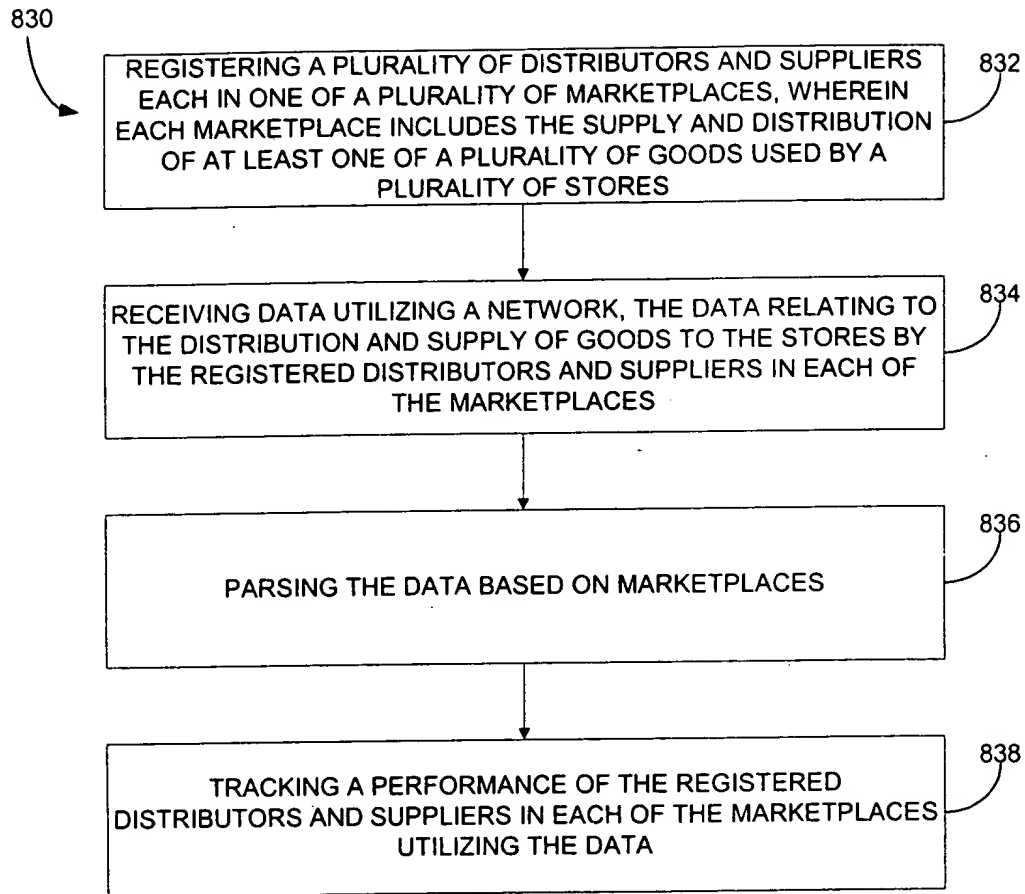 830
REGISTERING A PLURALITY OF DISTRIBUTORS AND SUPPLIERS
EACH IN ONE OF A PLURALITY OF MARKETPLACES, WHEREIN
EACH MARKETPLACE INCLUDES THE SUPPLY AND DISTRIBUTION
OF AT LEAST ONE OF A PLURALITY OF GOODS USED BY A
PLURALITY OF STORES
832
RECEIVING DATA UTILIZING A NETWORK, THE DATA RELATING TO
THE DISTRIBUTION AND SUPPLY OF GOODS TO THE STORES BY
THE REGISTERED DISTRIBUTORS AND SUPPLIERS IN EACH OF
THE MARKETPLACES
834
PARSING THE DATA BASED ON MARKETPLACES
836
TRACKING A PERFORMANCE OF THE REGISTERED
DISTRIBUTORS AND SUPPLIERS IN EACH OF THE MARKETPLACES
UTILIZING THE DATA
838